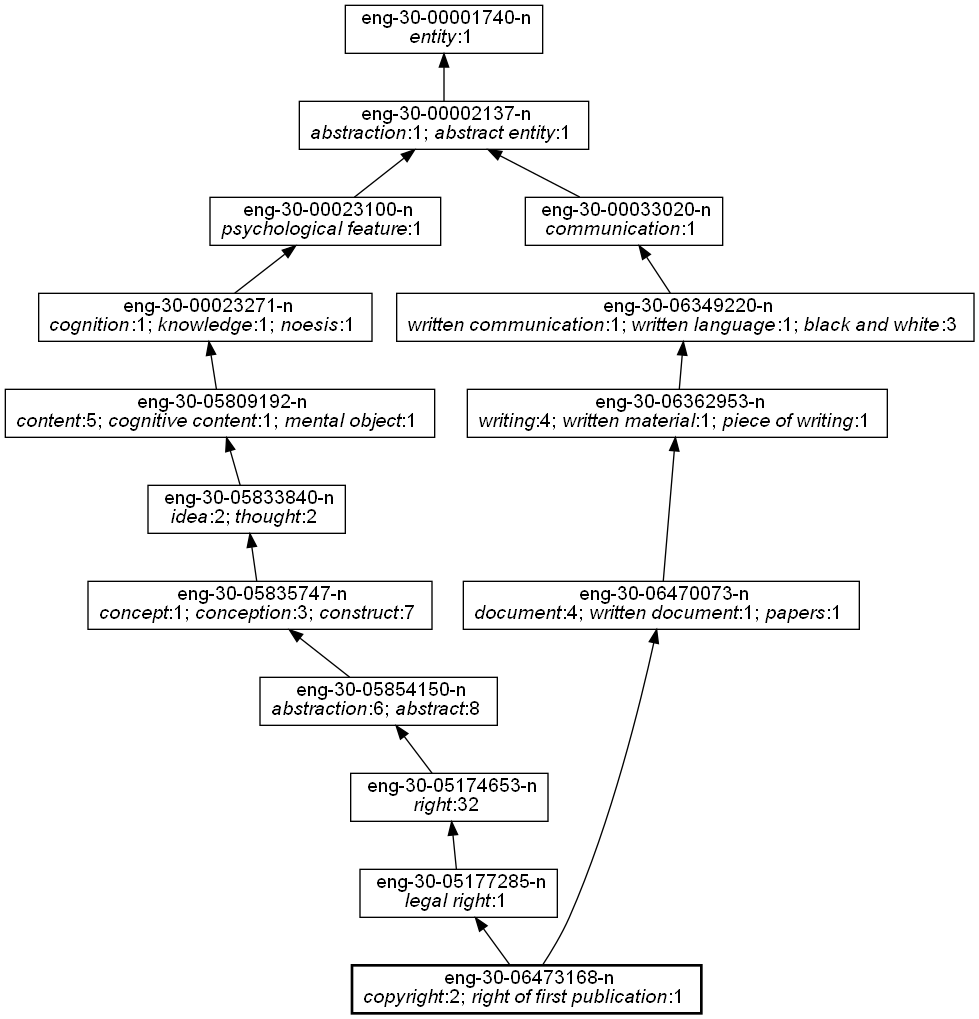 eng-30-00001740-n
entity:1
eng-30-00002137-n
abstraction:1; abstract entity:1
eng-30-00023100-n
psychological feature:1
eng-30-00033020-n
communication:1
eng-30-00023271-n
cognition:1; knowledge:1; noesis:1
eng-30-06349220-n
written communication:1; written language:1; black and white:3
eng-30-05809192-n
content:5; cognitive content:1; mental object:1
eng-30-06362953-n
writing:4; written material:1; piece of writing:1
eng-30-05833840-n
idea:2; thought:2
eng-30-05835747-n
concept:1; conception:3; construct:7
eng-30-06470073-n
document:4; written document:1; papers:1
eng-30-05854150-n
abstraction:6; abstract:8
eng-30-05174653-n
right:32
eng-30-05177285-n
legal right:1
eng-30-06473168-n
copyright:2; right of first publication:1